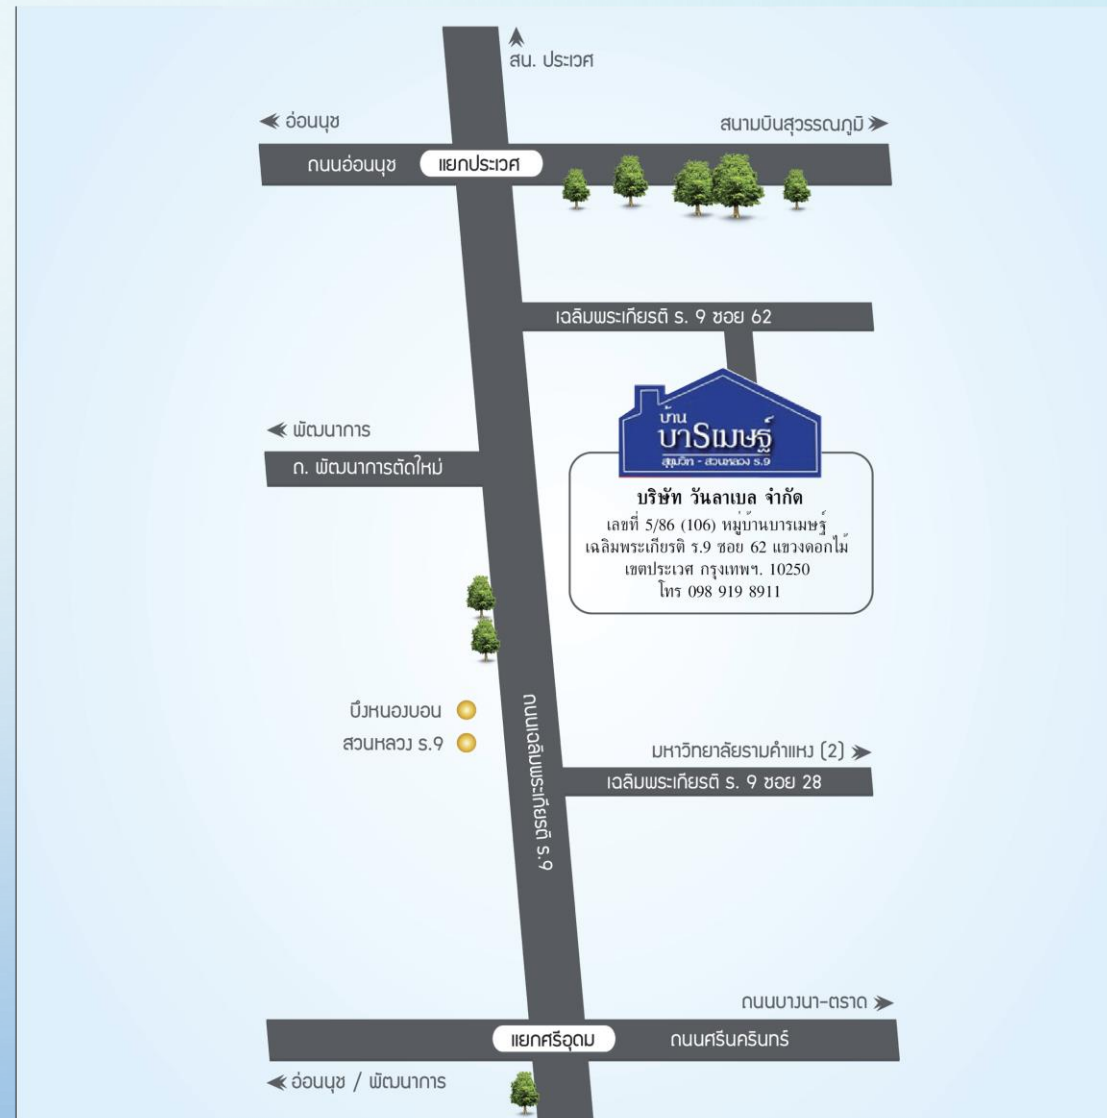 สน. ประเวศ
อ่อนนุช
สนามบินสุวรรณภูมิ
ถนนอ่อนนุช
แยกประเวศ
เฉลิมพระเกียรติ ร. 9 ซอย 62
บ้าน
บารเมษฐ์
สุขุมวิท - สวนหลวง ร.9
พัฒนาการ
ถ. พัฒนาการตัดใหม่
บริษัท วันลาเบล จำกัด
เลขที่ 5/86 (106) หมู่บ้านบารเมษฐ์
เฉลิมพระเกียรติ ร.9 ซอย 62 แขวงดอกไม้
เขตประเวศ กรุงเทพฯ. 10250
โทร 098 919 8911
บึงหนองบอน
สวนหลวง ร.9
ถนนเฉลิมพระเกียรติ ร.9
มหาวิทยาลัยรามคำแหง (2)
เฉลิมพระเกียรติ ร. 9 ซอย 28
ถนนบางนา-ตราด
แยกศรีอุดม
ถนนศรีนครินทร์
อ่อนนุช / พัฒนาการ